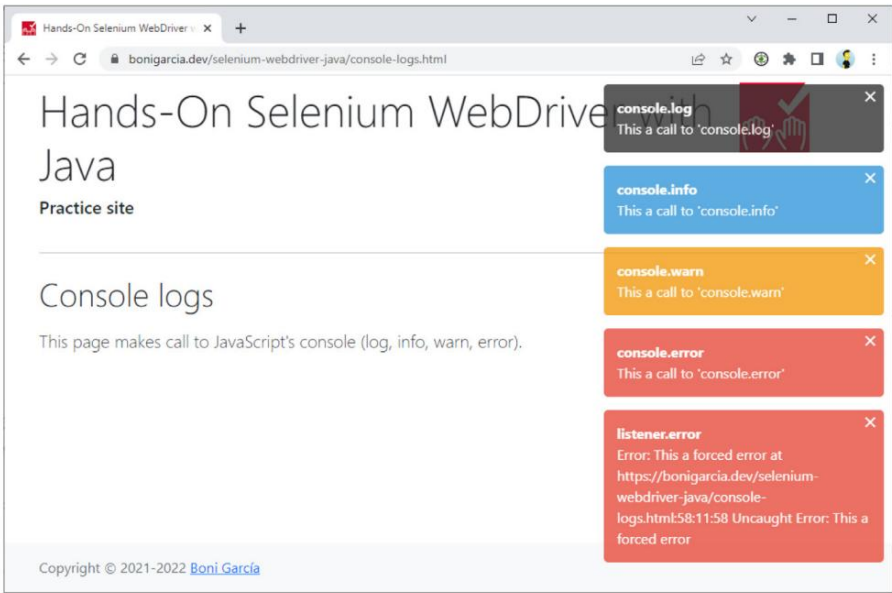 Hands-On Selenium WebDriver w
bonigarcia.dev/selenium-webdriver-java/console-logs.html
Hands-On Selenium WebDriver with
Java
Practice site
Console logs
This page makes call to JavaScript's console (log, info, warn, error).
console.log
This a call to 'console.log'
console.info
This a call to 'console.info'
console.warn
This a call to 'console.warn'
console.error
This a call to 'console.error'
listener.error
Error: This a forced error at
https://bonigarcia.dev/selenium-
webdriver-java/console-
logs.html:58:11:58 Uncaught Error: This a
forced error
Copyright © 2021-2022 Boni García